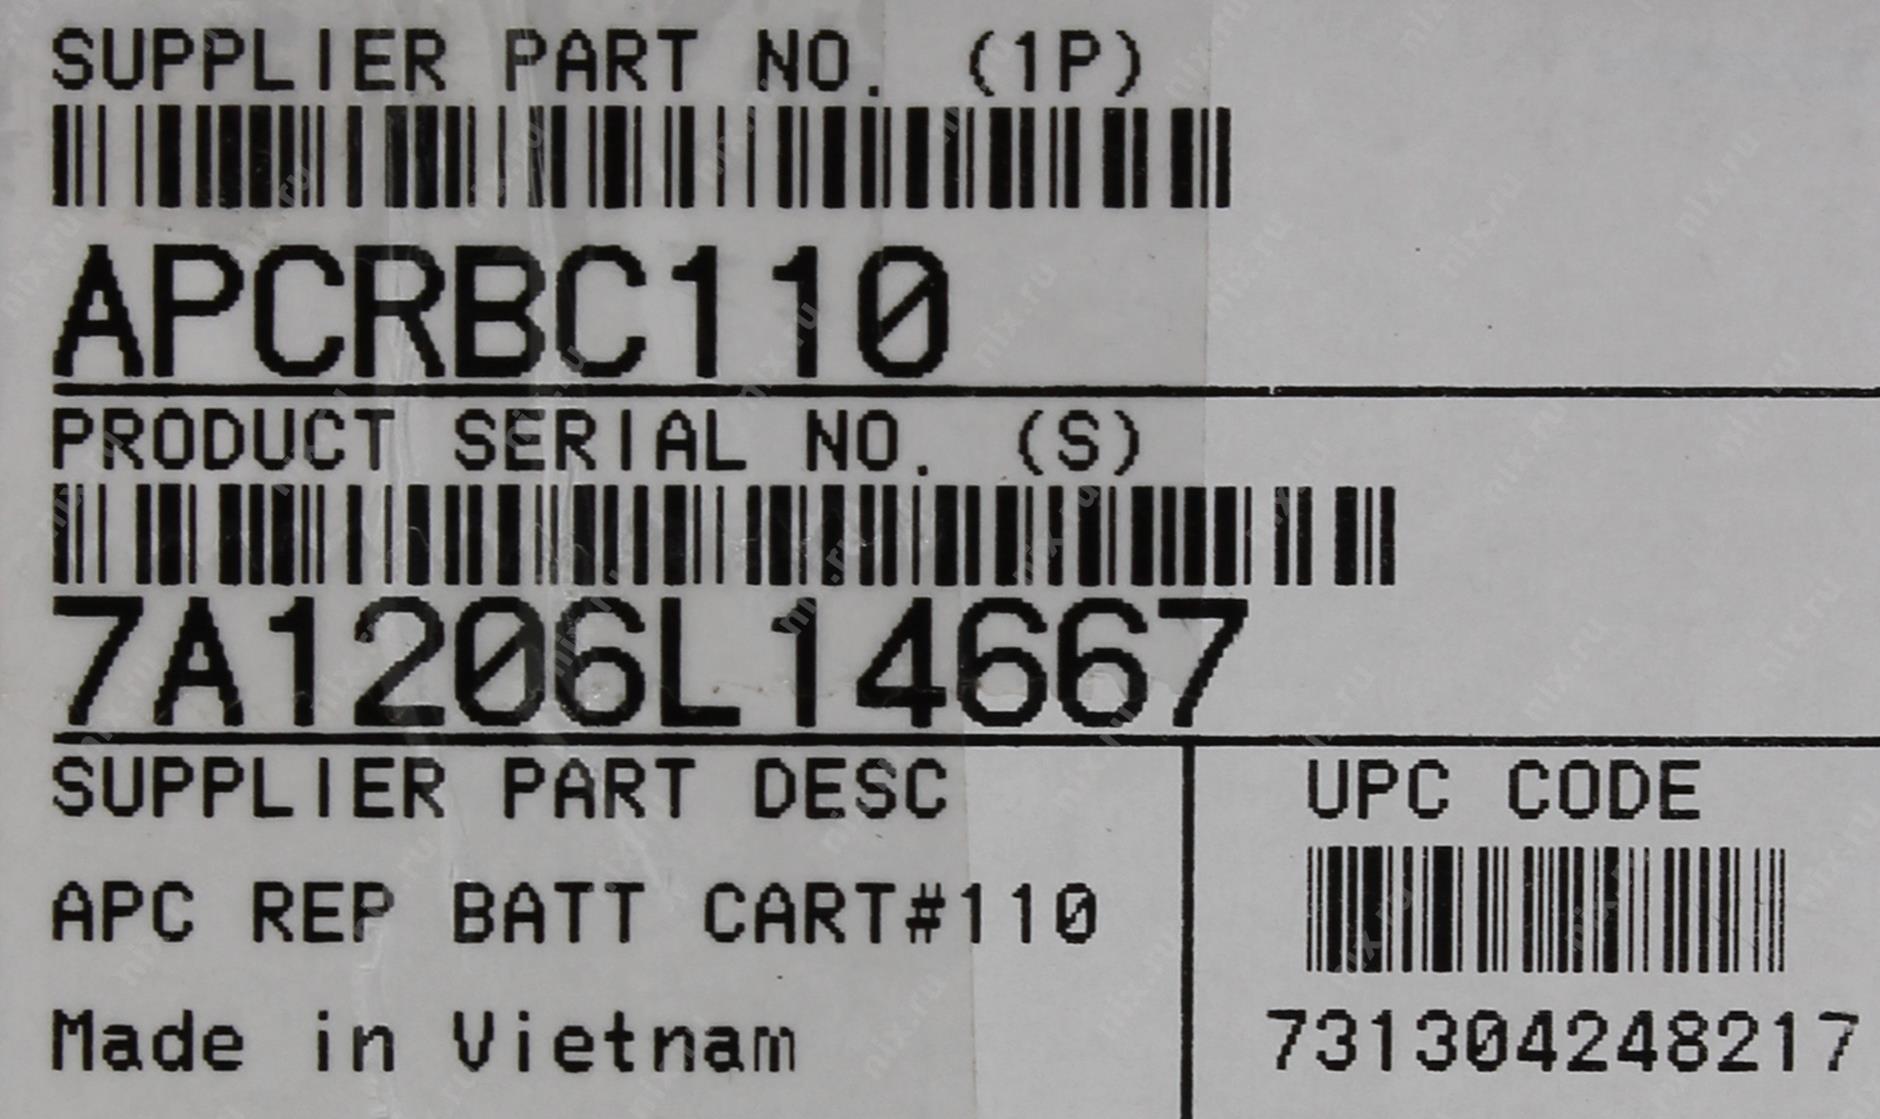 SUPPLIER PART NO. (1P)
APCRBC110
PRODUCT SERIAL NO. (S)
7A1206L14667
SUPPLIER PART DESC
APC REP BATT CART#110
Made in Vietnam
UPC CODE
731304248217